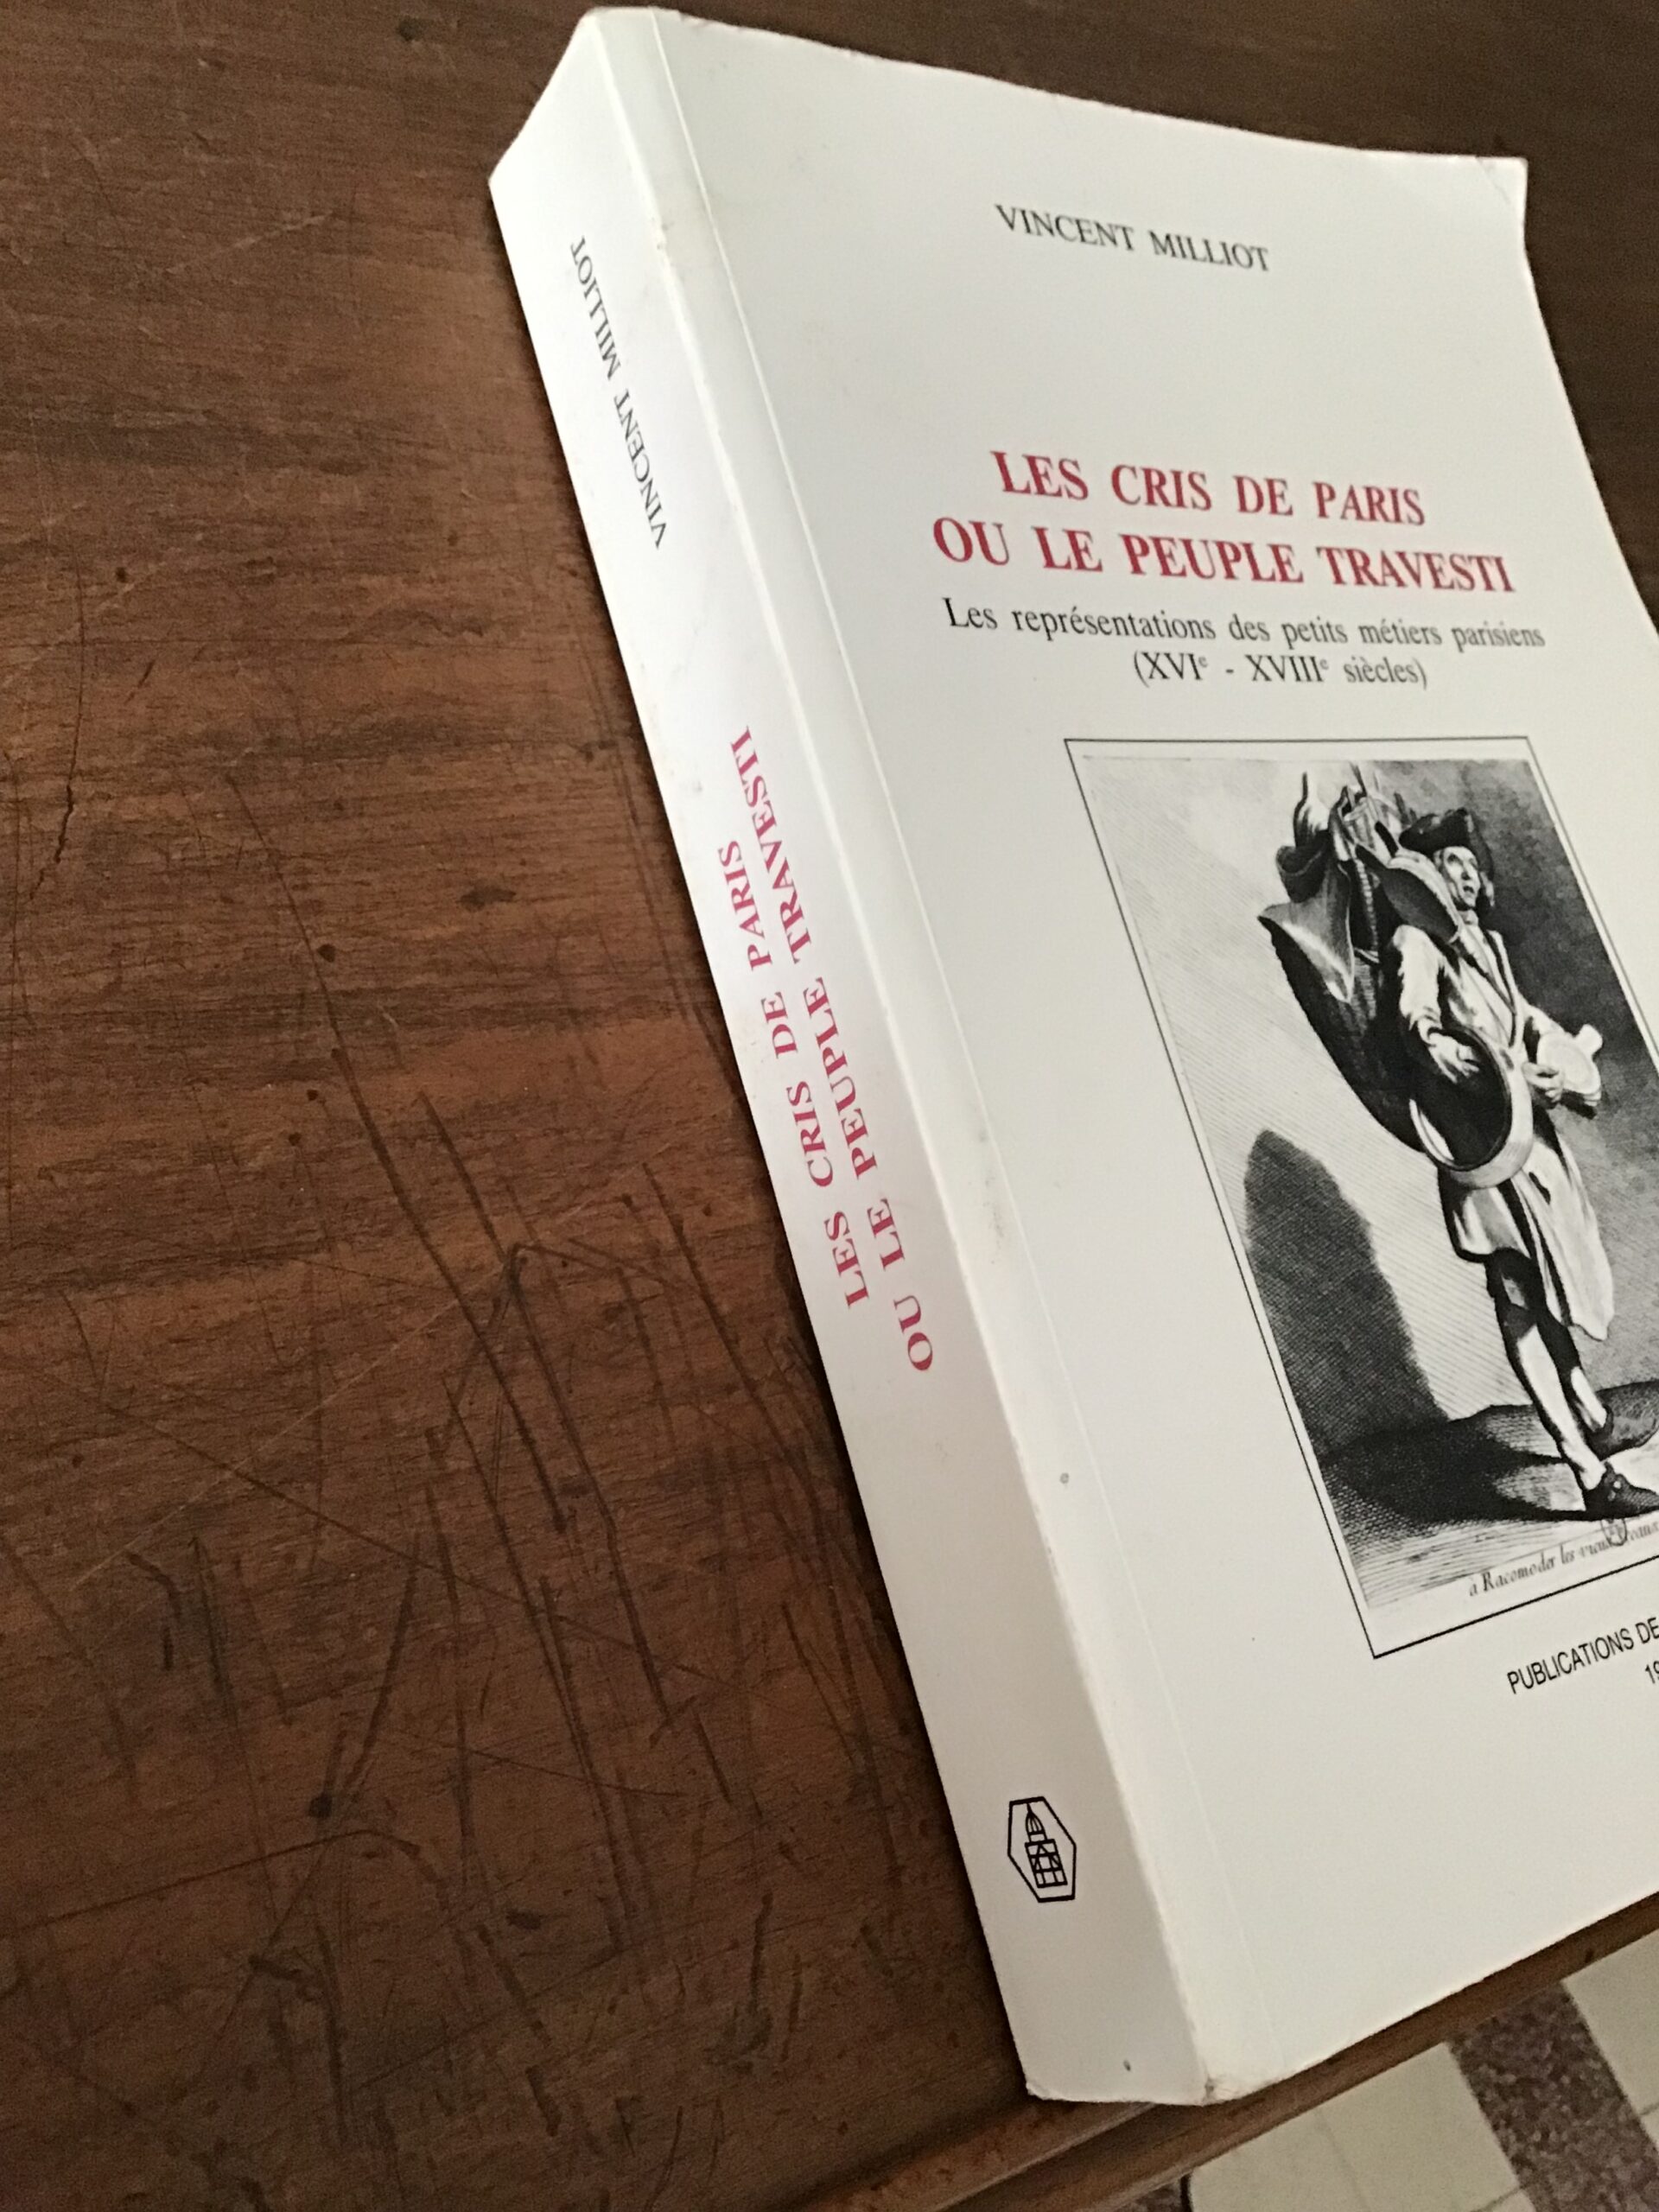 VINCENT MILLIOT
LES CRIS DE PARIS
OU LE PEUPLE TRAVESTI
Les représentations des petits métiers parisiens
(XVIe - XVIIIe siècles)
à Racomoder les vieux
PUBLICATIONS DE
19
VINCENT MILLIOT
LES CRIS DE PARIS
OU LE PEUPLE TRAVESTI